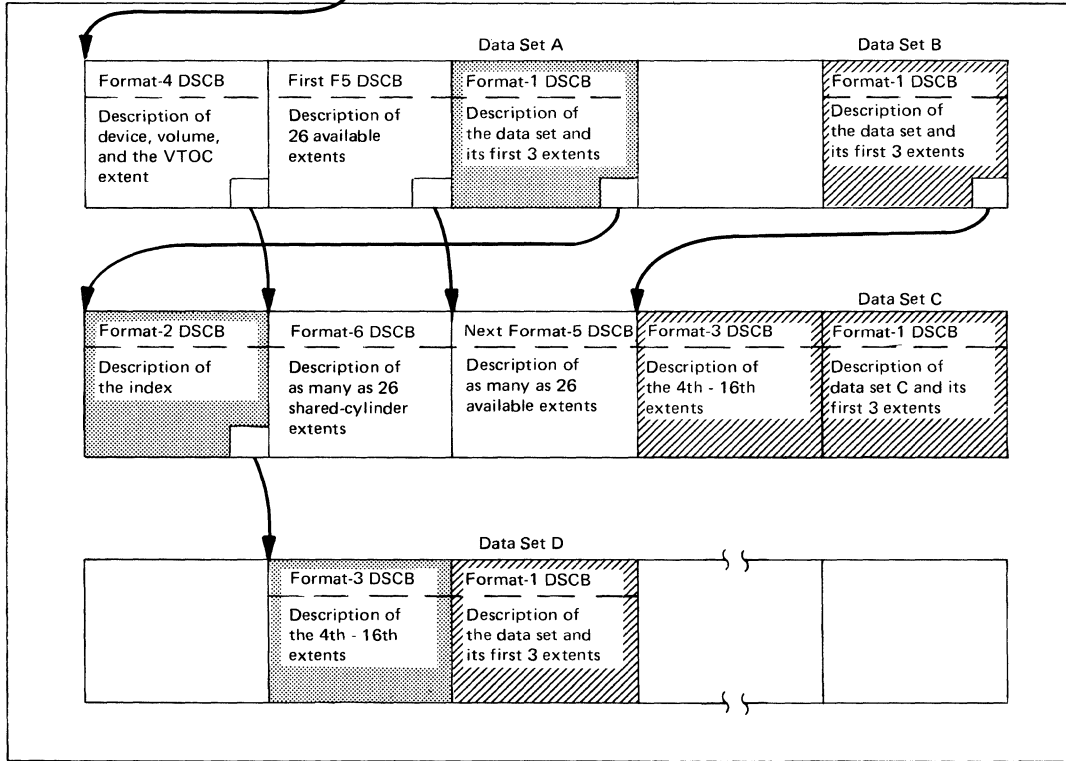 Data Set A
Data Set B
Format-4 DSCB
Description of
device, volume,
and the VTOC
extent
First F5 DSCB
Description of
26 available
extents
Format-1 DSCB
Description of
the data set and
its first 3 extents
Format-1 DSCB
Description of
the data set and
its first 3 extents
Data Set C
Format-2 DSCB
Description of
the index
Format-6 DSCB
Description of
as many as 26
shared-cylinder
extents
Next Format-5 DSCB
Description of
as many as 26
available extents
Format-3 DSCB
Description of
the 4th - 16th
extents
Format-1 DSCB
Description of
data set C and its
first 3 extents
Data Set D
Format-3 DSCB
Description of
the 4th - 16th
extents
Format-1 DSCB
Description of
the data set and
its first 3 extents